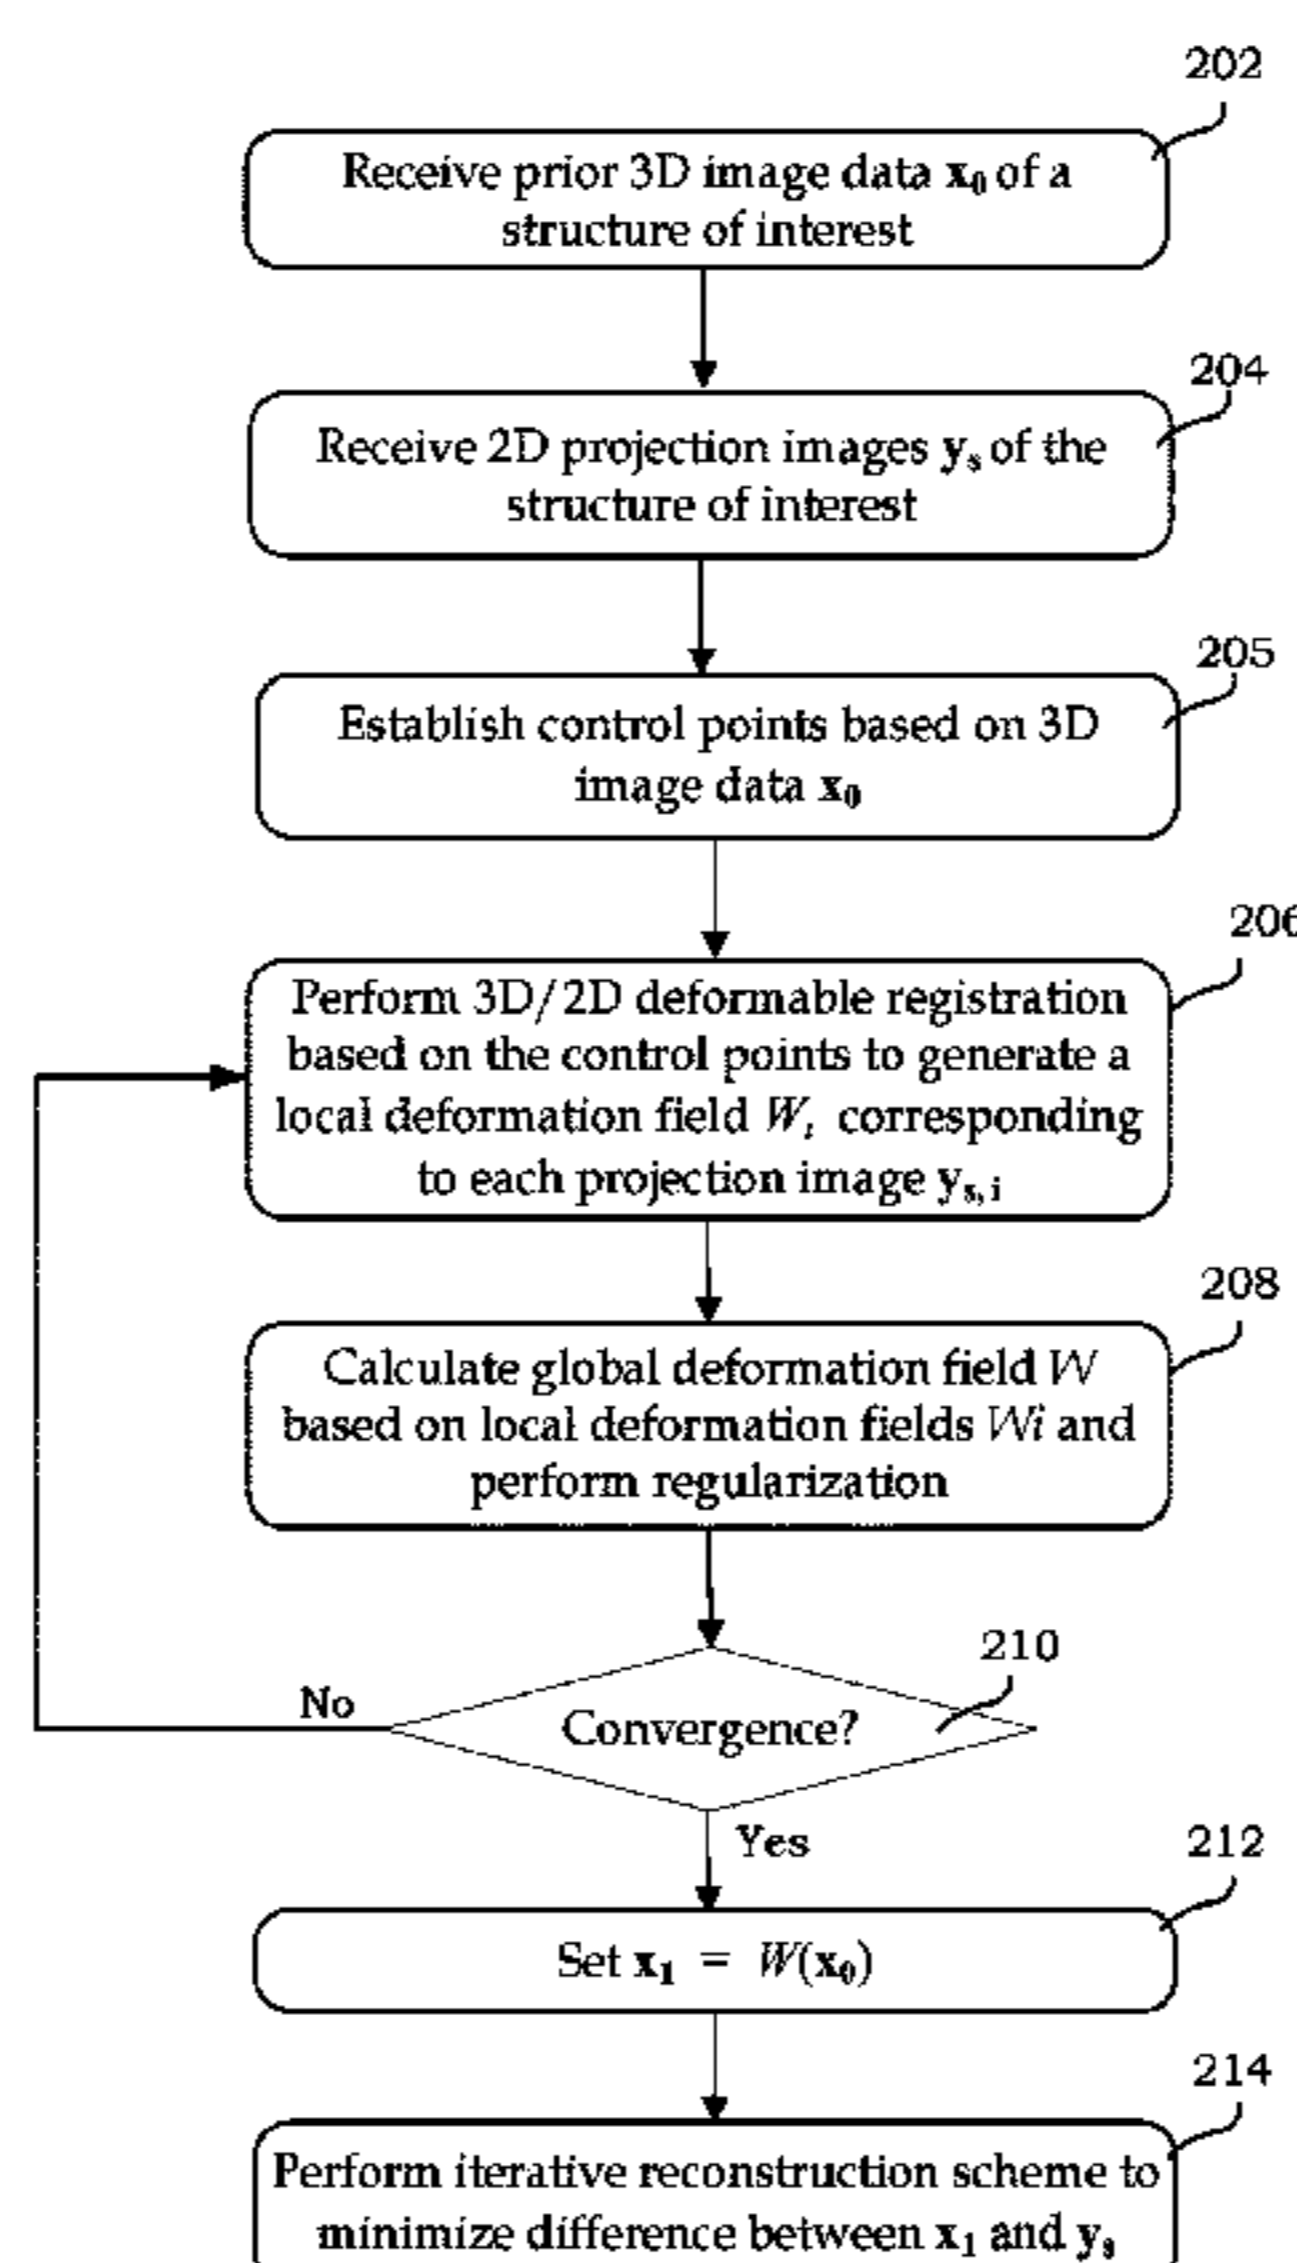 202
Receive prior 3D image data x₀ of a
structure of interest
204
Receive 2D projection images yₛ of the
structure of interest
205
Establish control points based on 3D
image data x₀
206
Perform 3D/2D deformable registration
based on the control points to generate a
local deformation field Wᵢ corresponding
to each projection image yₛ,ᵢ
208
Calculate global deformation field W
based on local deformation fields Wi and
perform regularization
210
No
Convergence?
Yes
212
Set x₁ = W(x₀)
214
Perform iterative reconstruction scheme to
minimize difference between x₁ and yₛ